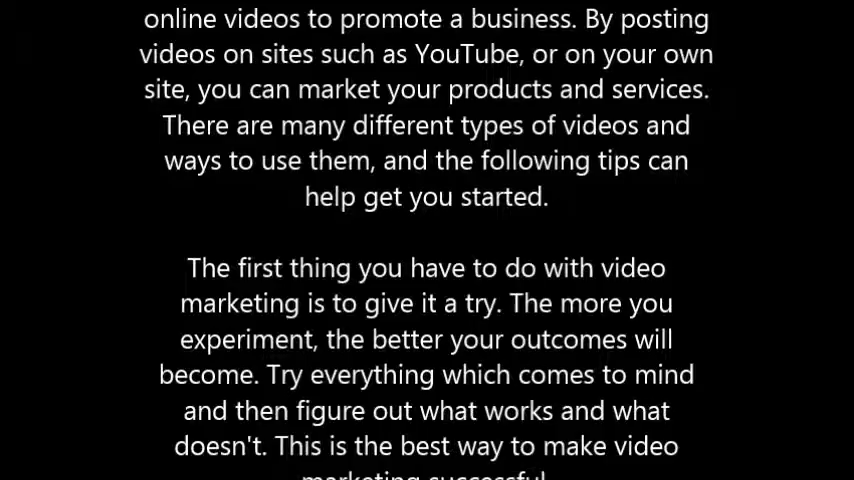 online videos to promote a business. By posting
videos on sites such as YouTube, or on your own
site, you can market your products and services.
There are many different types of videos and
ways to use them, and the following tips can
help get you started.
The first thing you have to do with video
marketing is to give it a try. The more you
experiment, the better your outcomes will
become. Try everything which comes to mind
and then figure out what works and what
doesn't. This is the best way to make video
marketing successful